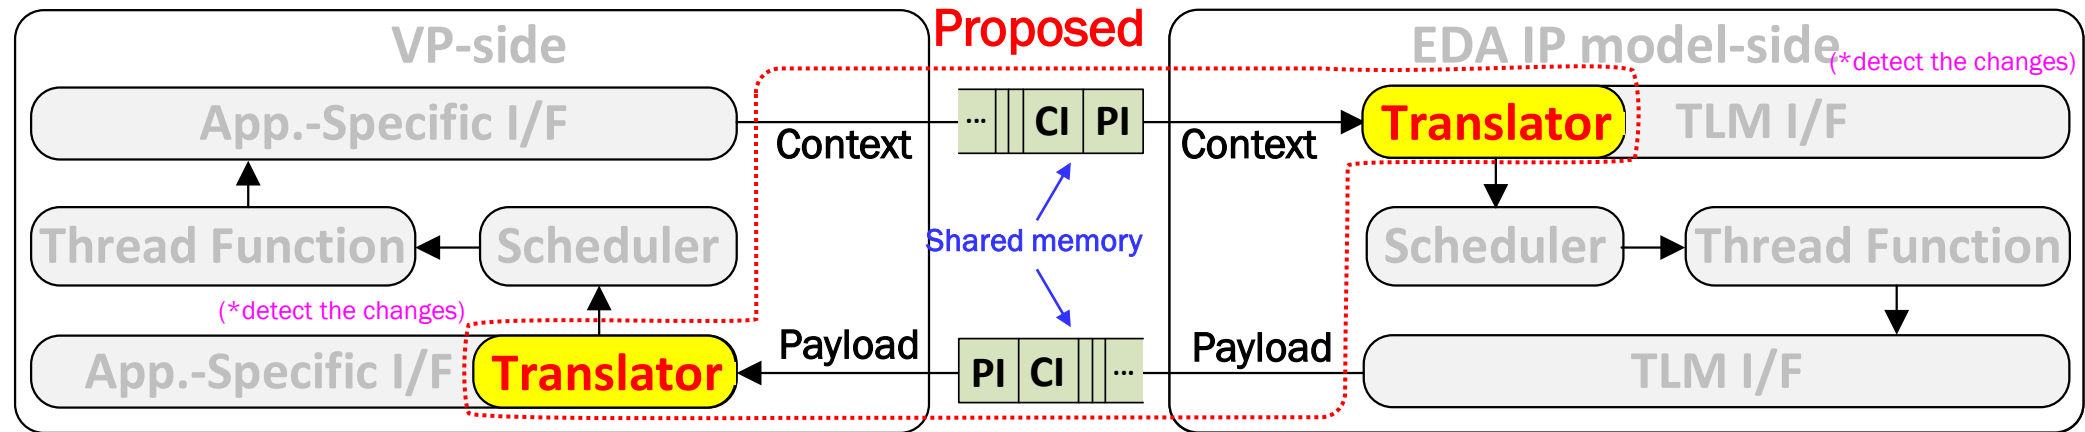 Proposed
VP-side
EDA IP model-side
(*detect the changes)
App.-Specific I/F
Context
... CI PI
Context
Translator
TLM I/F
Thread Function
Scheduler
Shared memory
Scheduler
Thread Function
(*detect the changes)
App.-Specific I/F
Translator
Payload
PI CI ...
Payload
TLM I/F